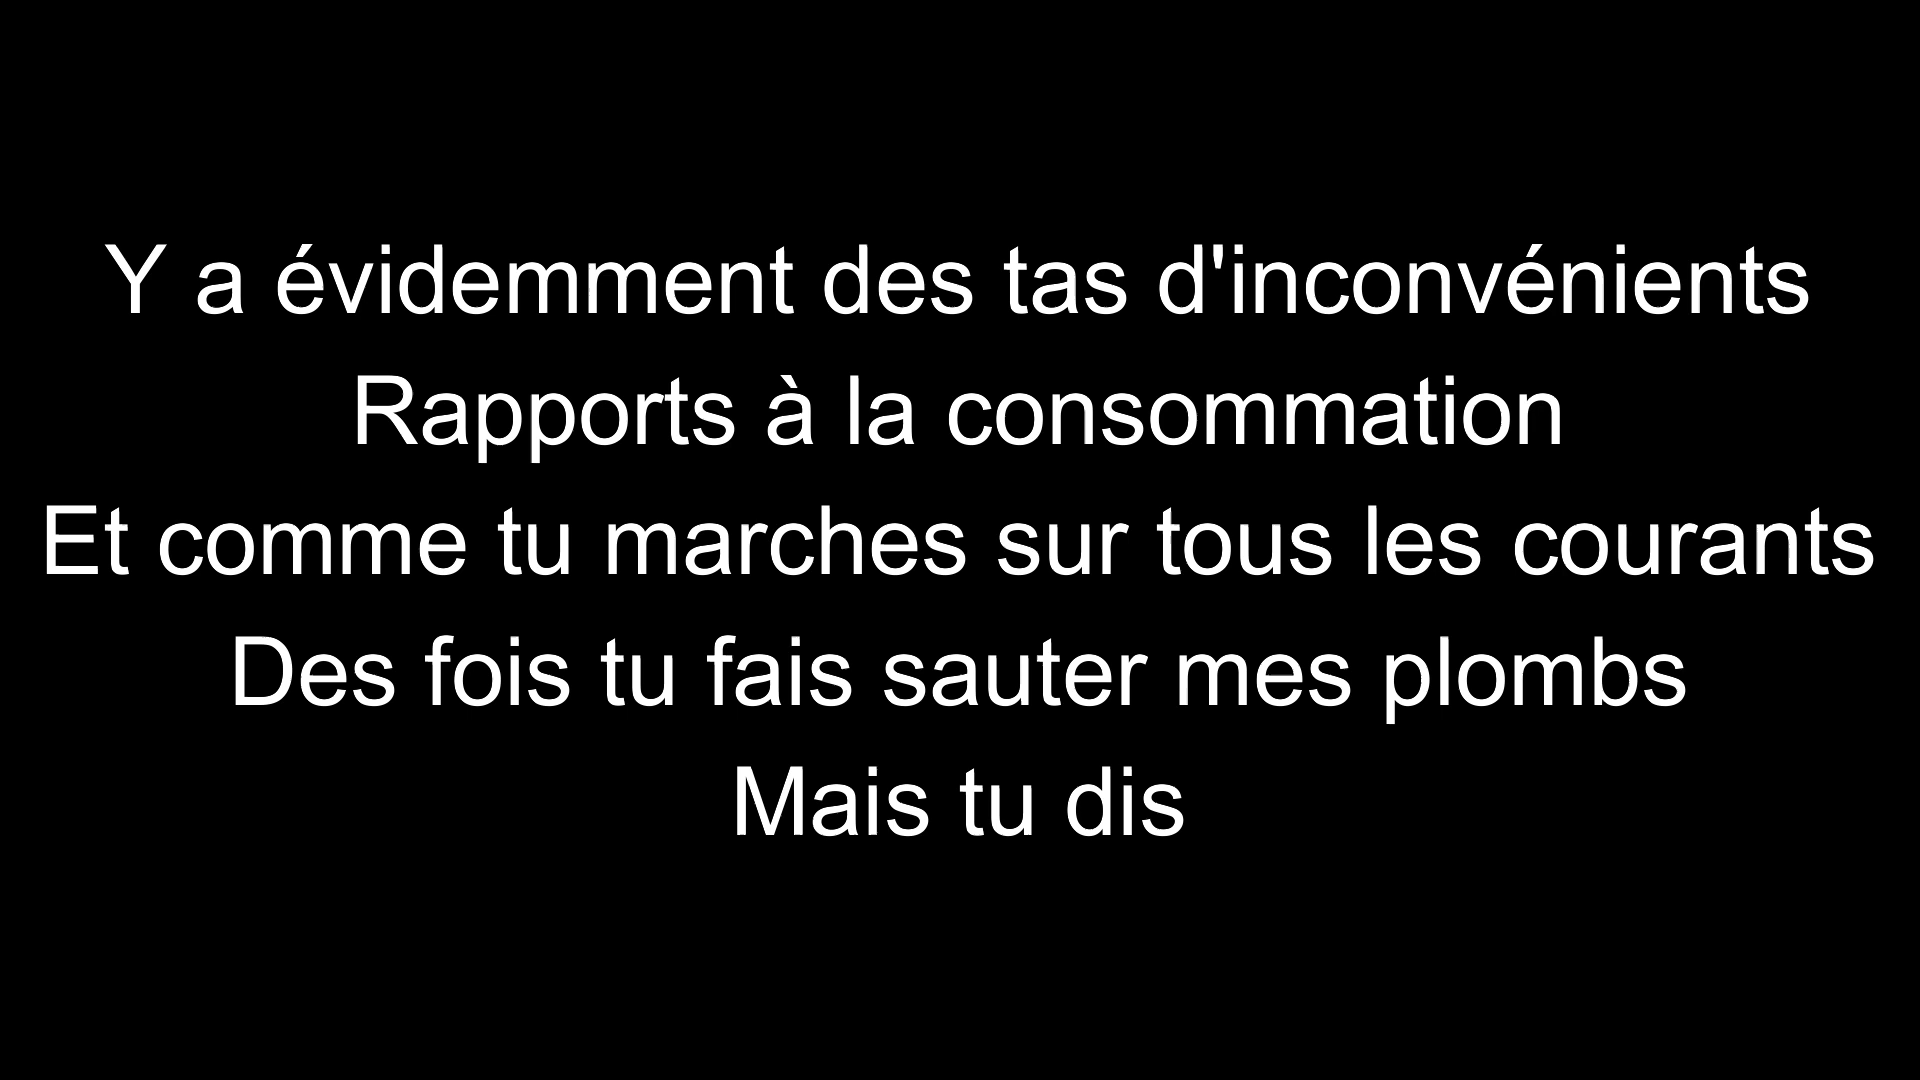 Y a évidemment des tas d'inconvénients
Rapports à la consommation
Et comme tu marches sur tous les courants
Des fois tu fais sauter mes plombs
Mais tu dis